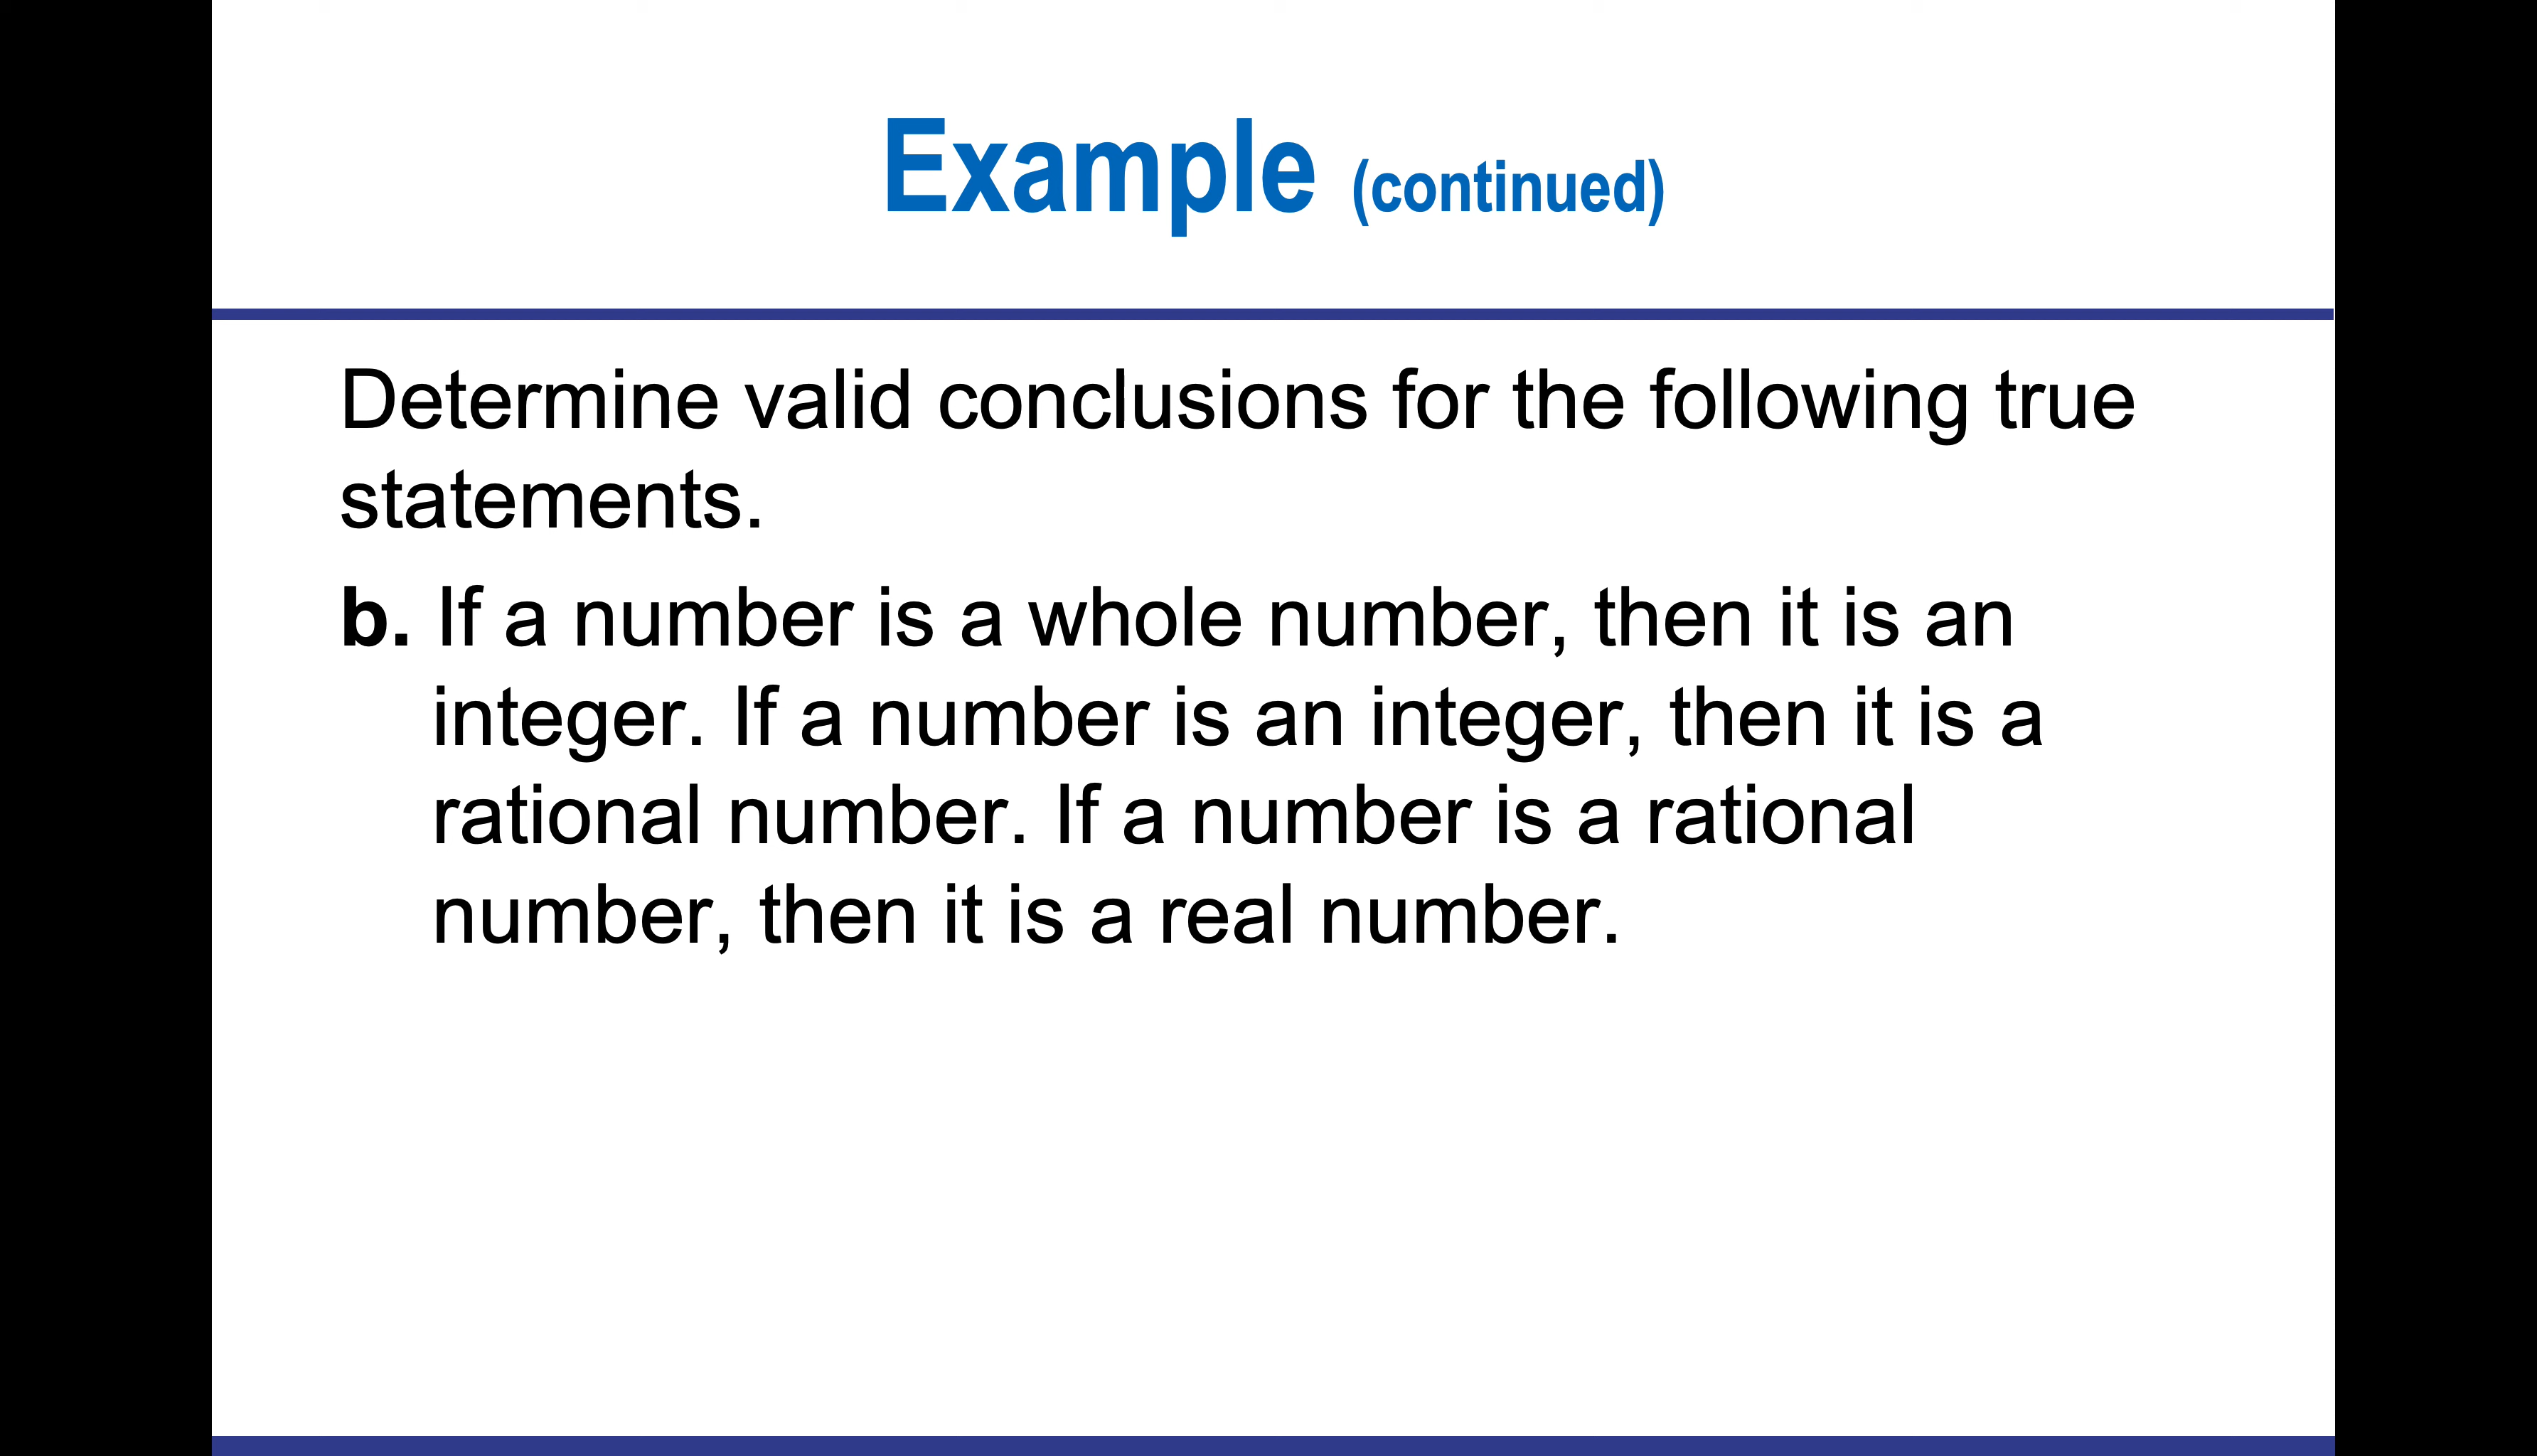 Example (continued)
Determine valid conclusions for the following true
statements.
b. If a number is a whole number, then it is an
integer. If a number is an integer, then it is a
rational number. If a number is a rational
number, then it is a real number.